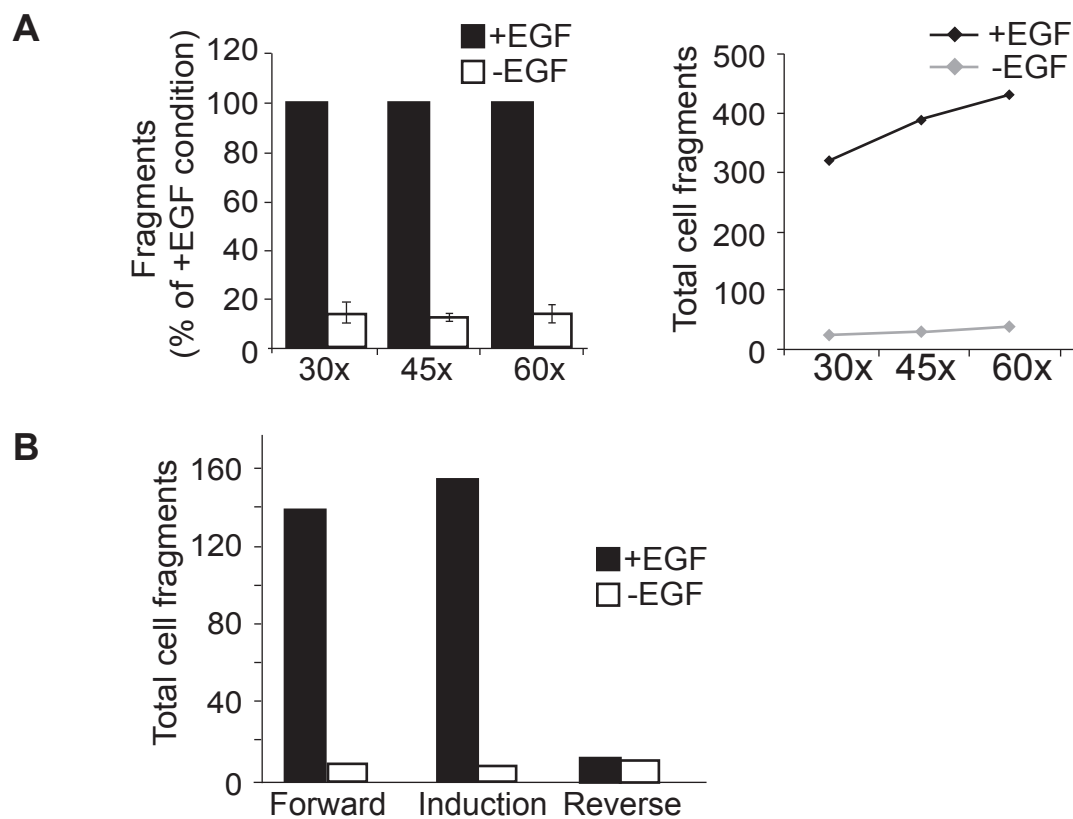 A
Fragments
(% of +EGF condition)
120
100
80
60
40
20
0
30x
45x
60x
+EGF
-EGF
Total cell fragments
500
400
300
200
100
0
30x
45x
60x
+EGF
-EGF
B
Total cell fragments
160
120
80
40
0
Forward
Induction
Reverse
+EGF
-EGF